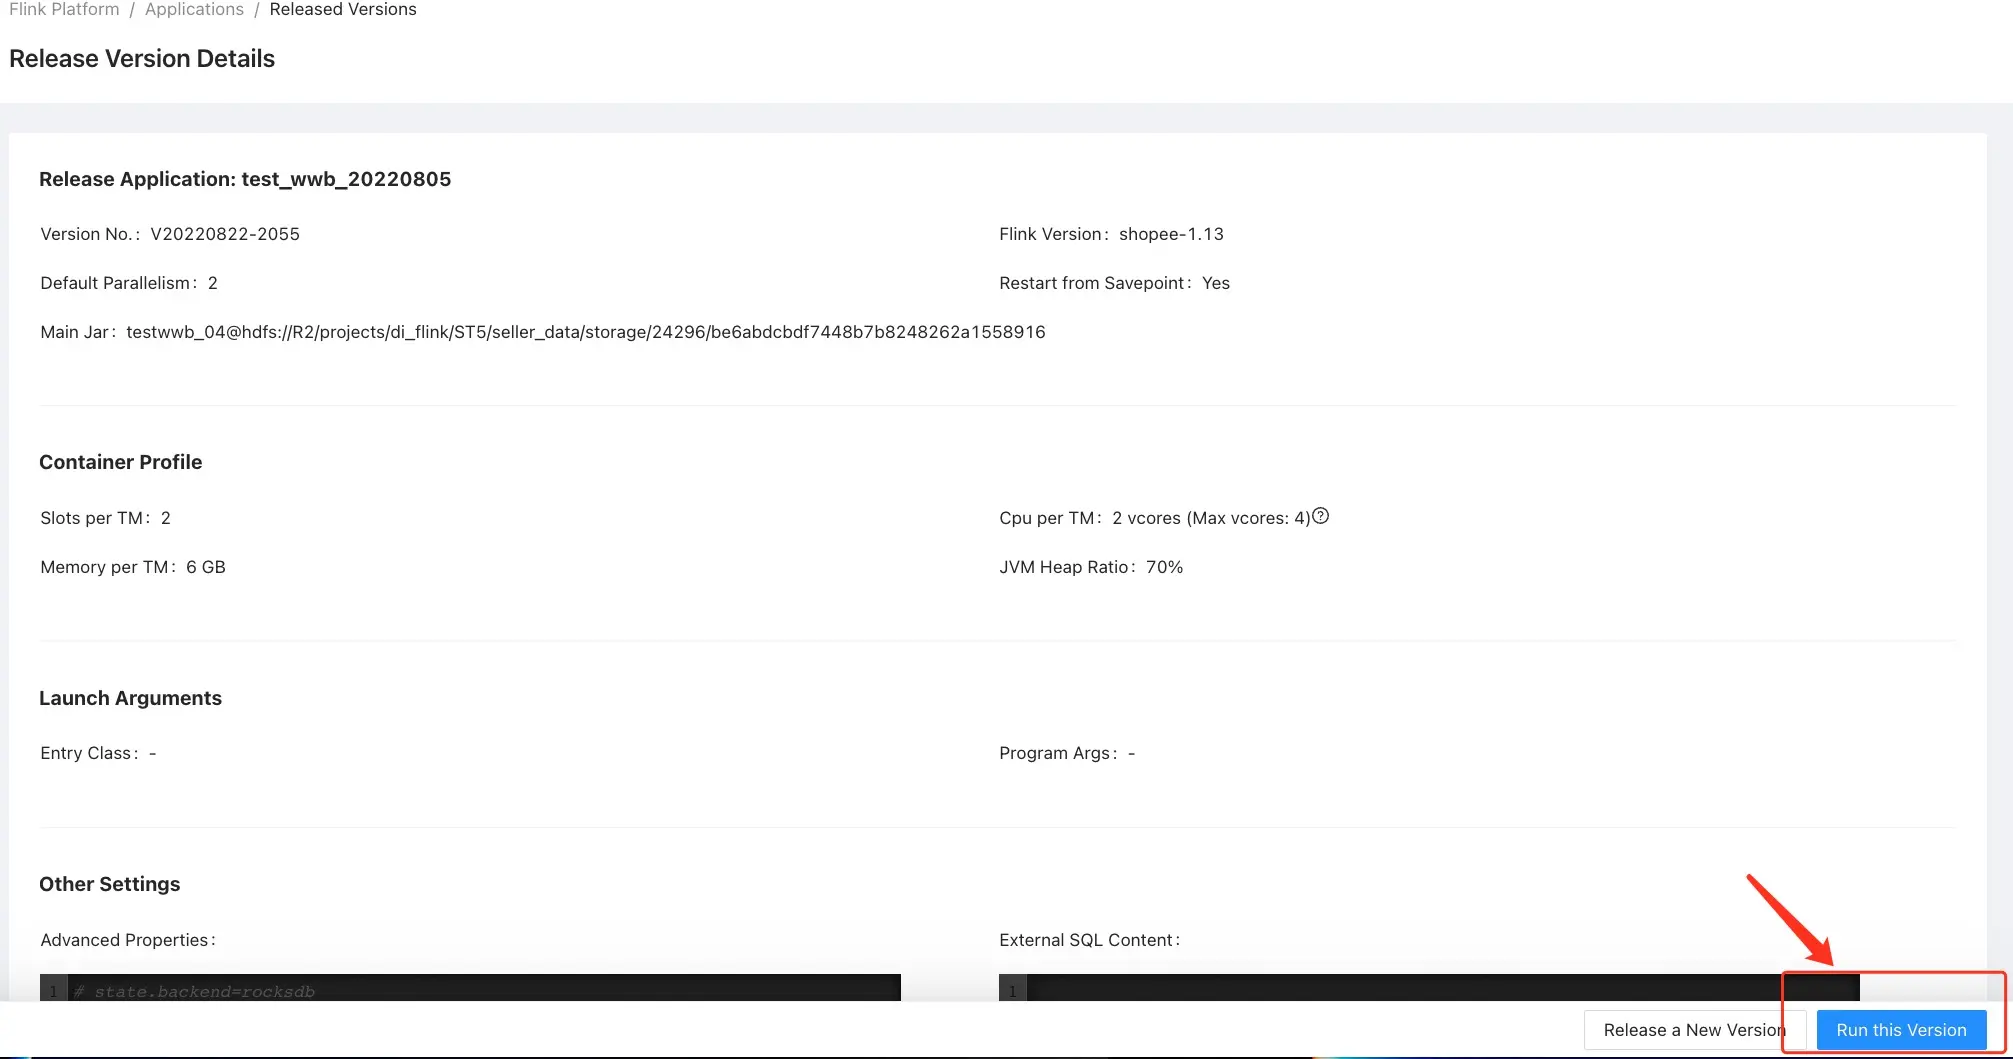 Flink Platform / Applications / Released Versions
Release Version Details
Release Application: test_wwb_20220805
Version No.: V20220822-2055
Flink Version: shopee-1.13
Default Parallelism: 2
Restart from Savepoint: Yes
Main Jar: testwwb_04@hdfs://R2/projects/di_flink/ST5/seller_data/storage/24296/be6abdcbdf7448b7b8248262a1558916
Container Profile
Slots per TM: 2
Cpu per TM: 2 vcores (Max vcores: 4)?
Memory per TM: 6 GB
JVM Heap Ratio: 70%
Launch Arguments
Entry Class: -
Program Args: -
Other Settings
Advanced Properties:
External SQL Content:
1 # state.backend=rocksdb
1
Release a New Version
Run this Version